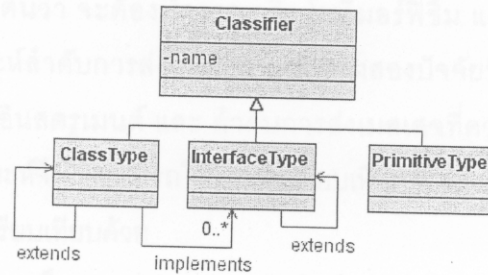 Classifier
-name
ClassType
InterfaceType
PrimitiveType
0..*
extends
implements
extends